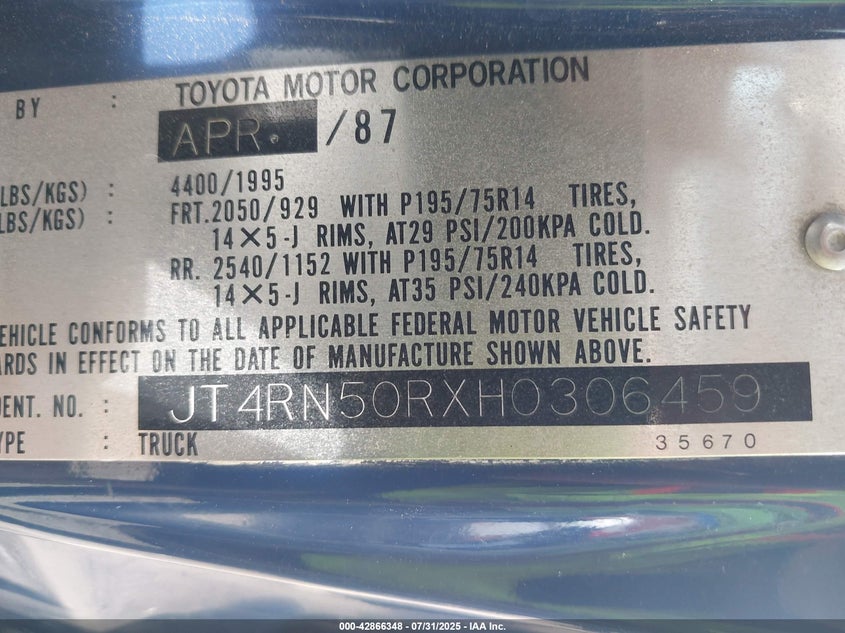 BY : TOYOTA MOTOR CORPORATION
APR. /87
LBS/KGS) : 4400/1995
LBS/KGS) : FRT.2050/929 WITH P195/75R14 TIRES,
14×5-J RIMS, AT29 PSI/200KPA COLD.
RR. 2540/1152 WITH P195/75R14 TIRES,
14×5-J RIMS, AT35 PSI/240KPA COLD.
EHICLE CONFORMS TO ALL APPLICABLE FEDERAL MOTOR VEHICLE SAFETY
ARDS IN EFFECT ON THE DATE OF MANUFACTURE SHOWN ABOVE.
DENT. NO. : JT4RN50RXH0306459
YPE : TRUCK 35670
000-42866348 - 07/31/2025 - IAA Inc.